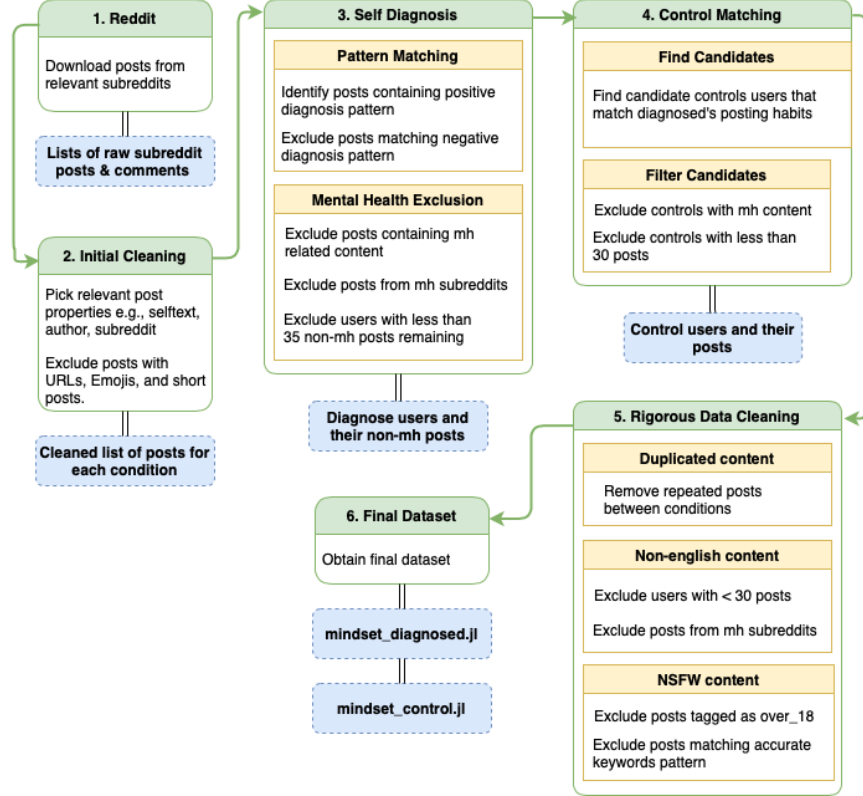 1. Reddit
Download posts from
relevant subreddits
Lists of raw subreddit
posts & comments
2. Initial Cleaning
Pick relevant post
properties e.g., selftext,
author, subreddit
Exclude posts with
URLs, Emojis, and short
posts.
Cleaned list of posts for
each condition
3. Self Diagnosis
Pattern Matching
Identify posts containing positive
diagnosis pattern
Exclude posts matching negative
diagnosis pattern
Mental Health Exclusion
Exclude posts containing mh
related content
Exclude posts from mh subreddits
Exclude users with less than
35 non-mh posts remaining
Diagnose users and
their non-mh posts
4. Control Matching
Find Candidates
Find candidate controls users that
match diagnosed's posting habits
Filter Candidates
Exclude controls with mh content
Exclude controls with less than
30 posts
Control users and their
posts
5. Rigorous Data Cleaning
Duplicated content
Remove repeated posts
between conditions
Non-english content
Exclude users with < 30 posts
Exclude posts from mh subreddits
NSFW content
Exclude posts tagged as over_18
Exclude posts matching accurate
keywords pattern
6. Final Dataset
Obtain final dataset
mindset_diagnosed.jl
mindset_control.jl